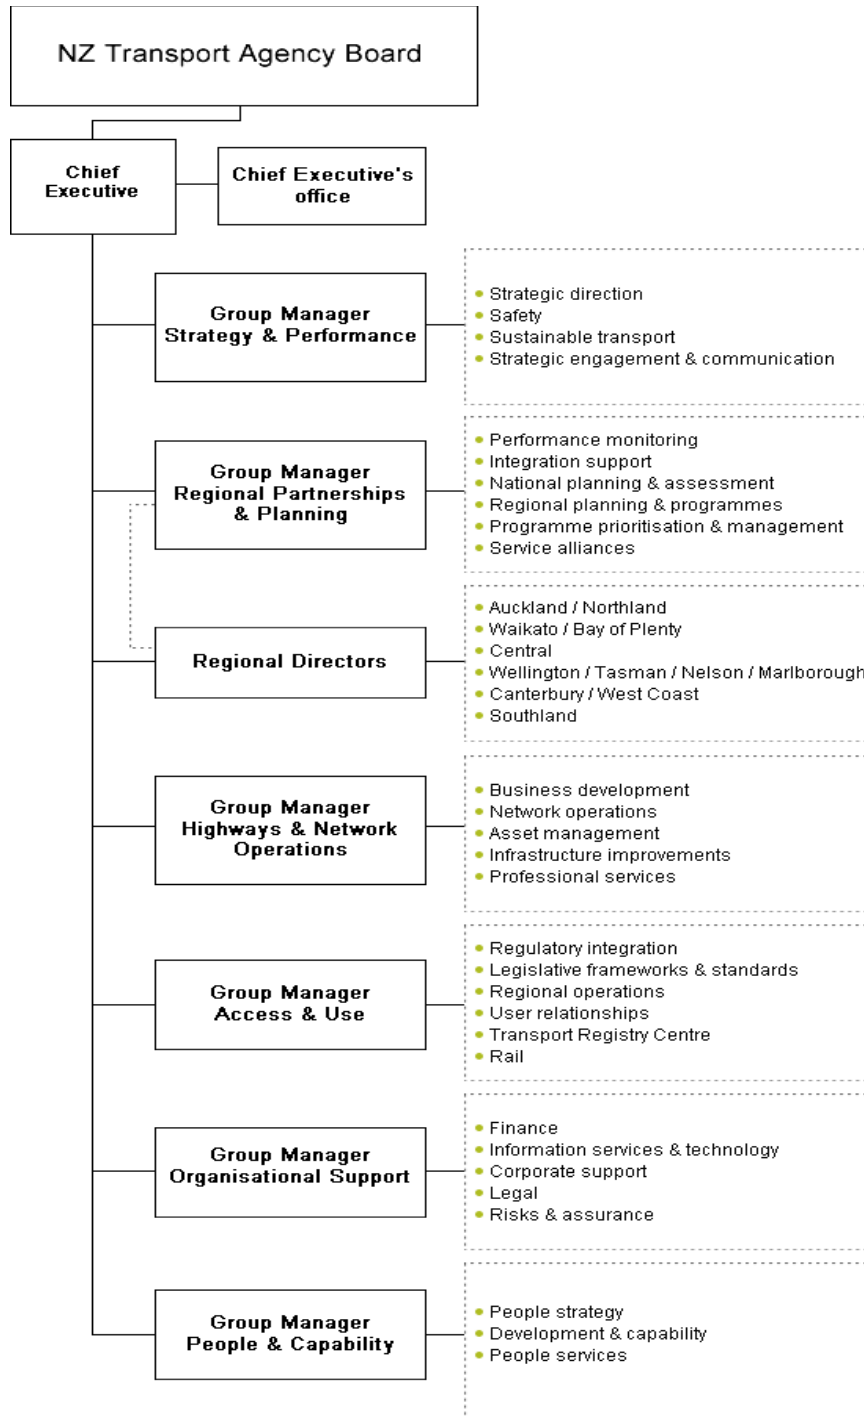 NZ Transport Agency Board
Chief
Executive
Chief Executive's
office
Group Manager
Strategy & Performance
• Strategic direction
• Safety
• Sustainable transport
• Strategic engagement & communication
Group Manager
Regional Partnerships
& Planning
• Performance monitoring
• Integration support
• National planning & assessment
• Regional planning & programmes
• Programme prioritisation & management
• Service alliances
Regional Directors
• Auckland / Northland
• Waikato / Bay of Plenty
• Central
• Wellington / Tasman / Nelson / Marlborough
• Canterbury / West Coast
• Southland
Group Manager
Highways & Network
Operations
• Business development
• Network operations
• Asset management
• Infrastructure improvements
• Professional services
Group Manager
Access & Use
• Regulatory integration
• Legislative frameworks & standards
• Regional operations
• User relationships
• Transport Registry Centre
• Rail
Group Manager
Organisational Support
• Finance
• Information services & technology
• Corporate support
• Legal
• Risks & assurance
Group Manager
People & Capability
• People strategy
• Development & capability
• People services